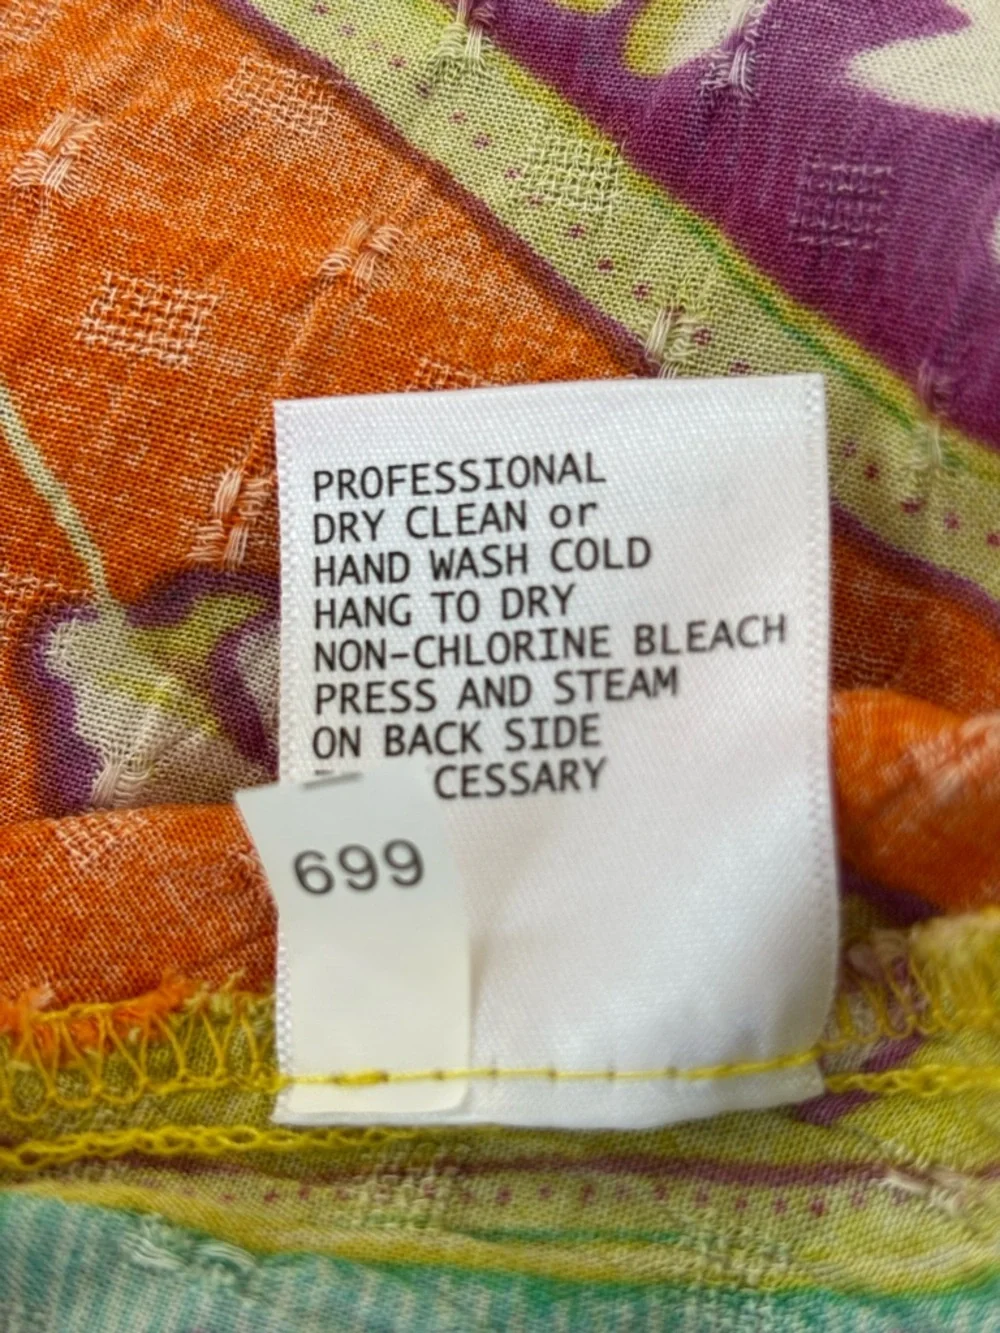 PROFESSIONAL
DRY CLEAN or
HAND WASH COLD
HANG TO DRY
NON-CHLORINE BLEACH
PRESS AND STEAM
ON BACK SIDE
CESSARY
699